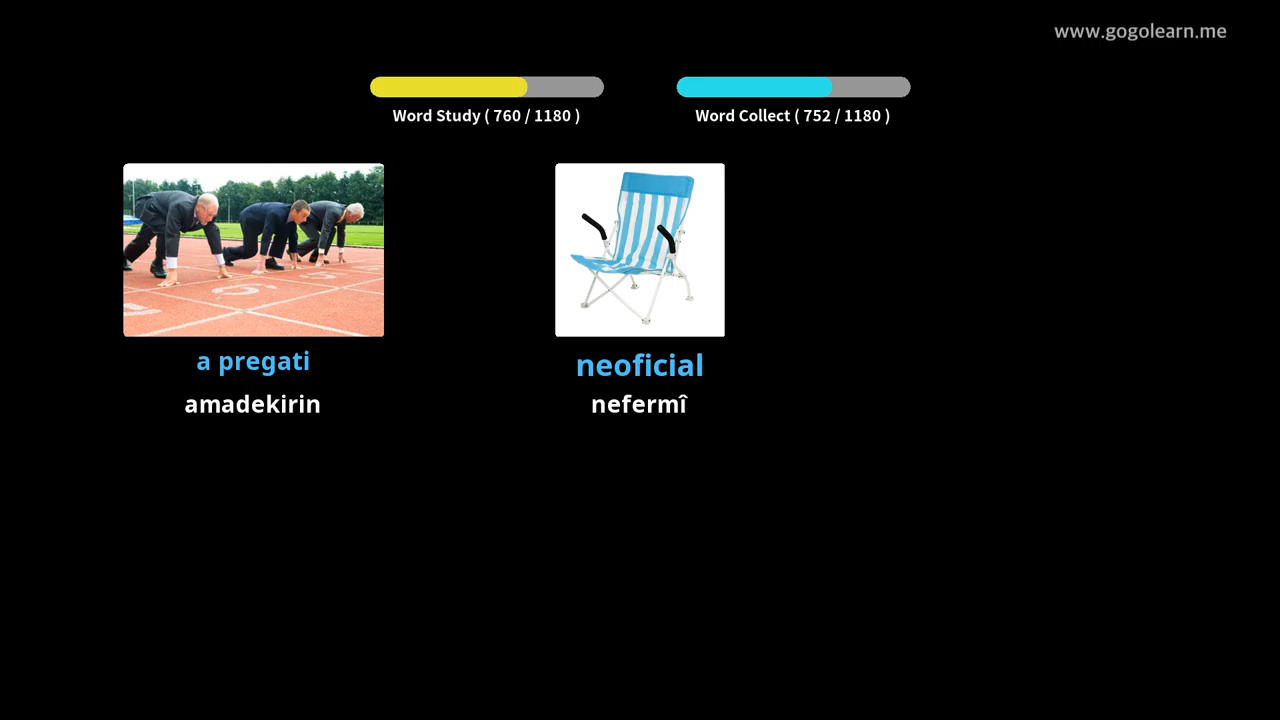 www.gogolearn.me
Word Study ( 760 / 1180 )
Word Collect ( 752 / 1180 )
a pregati
amadekirin
neoficial
nefermî